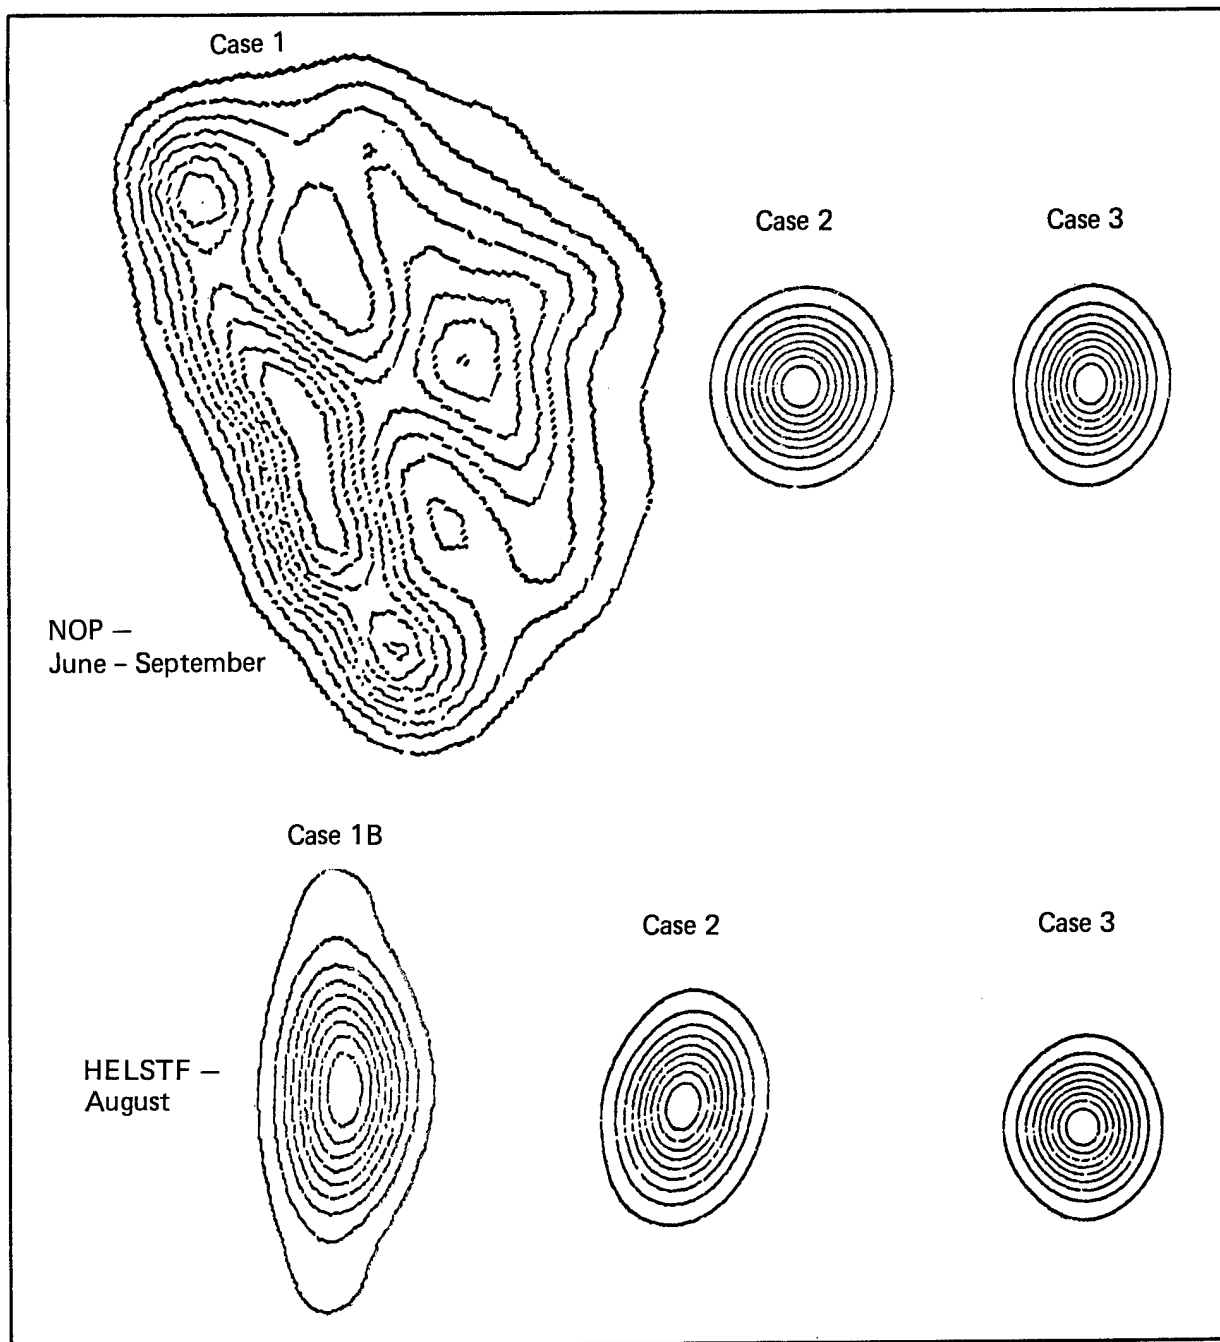 Case 1
Case 2
Case 3
NOP –
June – September
Case 1B
Case 2
Case 3
HELSTF –
August